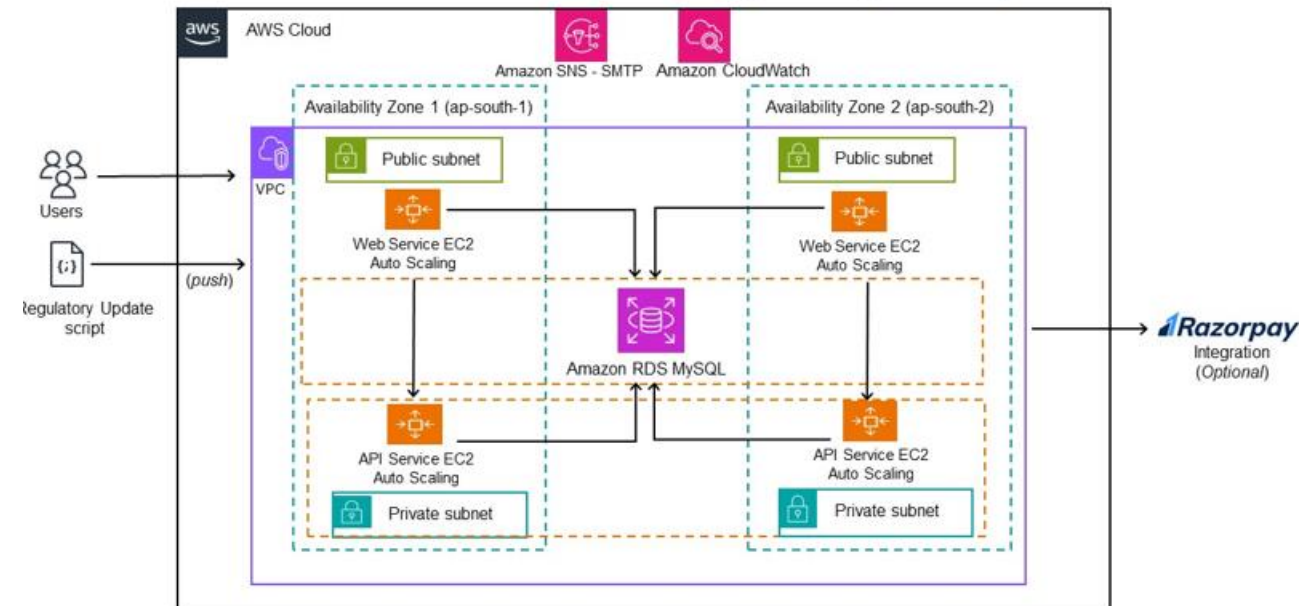 aws
AWS Cloud
Amazon SNS - SMTP
Amazon CloudWatch
Availability Zone 1 (ap-south-1)
Availability Zone 2 (ap-south-2)
Public subnet
Public subnet
VPC
Users
Web Service EC2
Auto Scaling
Web Service EC2
Auto Scaling
{;}
(push)
egulatory Update
script
Amazon RDS MySQL
Razorpay
Integration
(Optional)
API Service EC2
Auto Scaling
API Service EC2
Auto Scaling
Private subnet
Private subnet